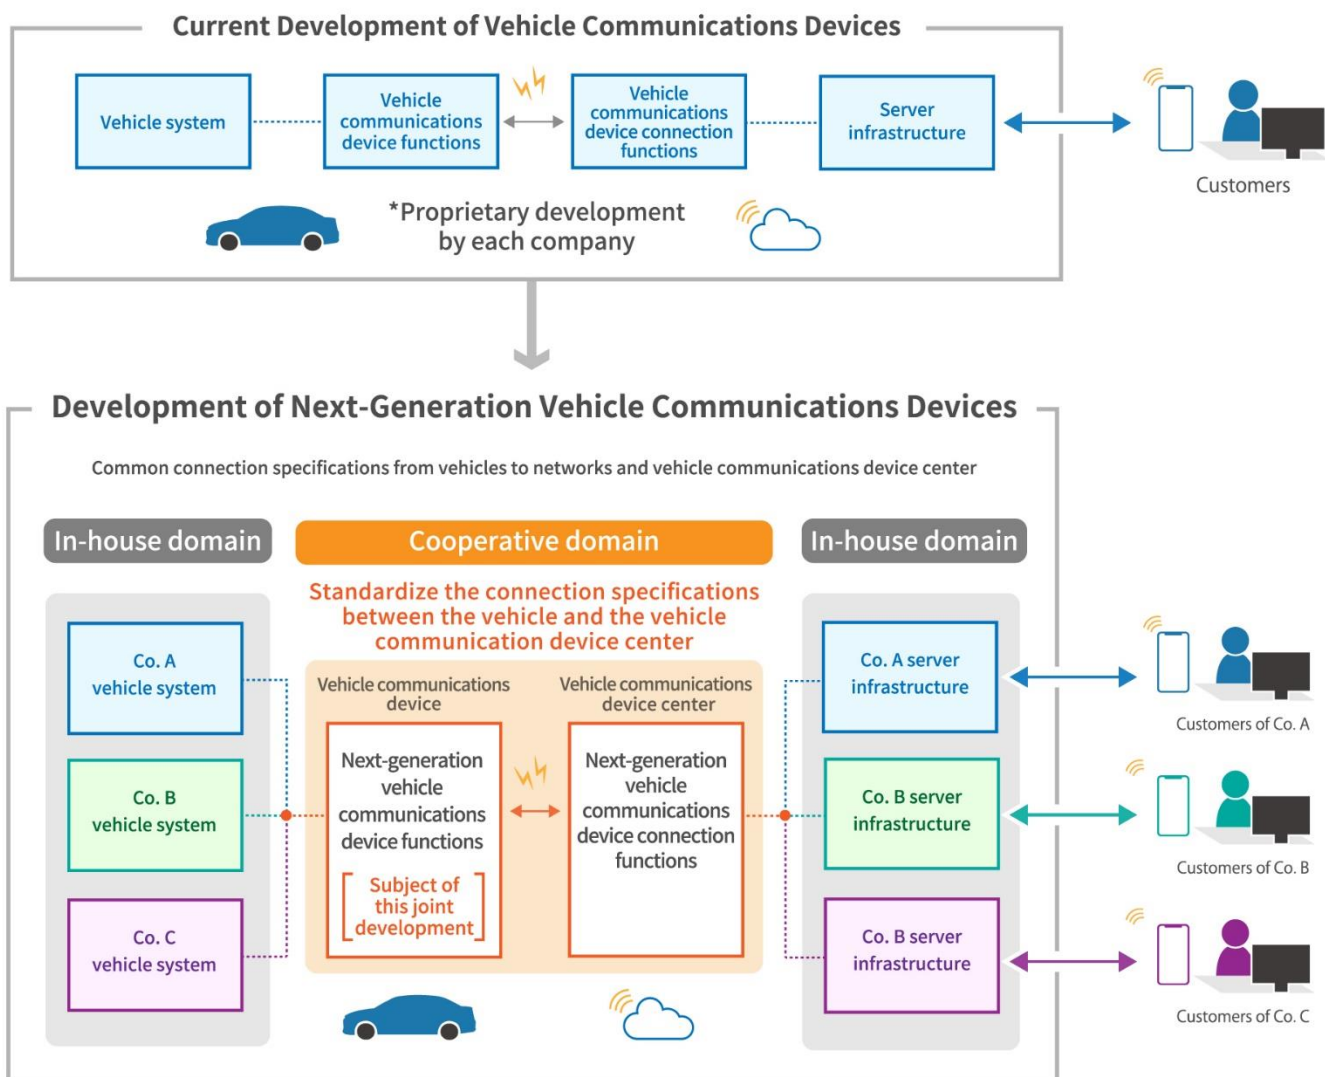 Current Development of Vehicle Communications Devices
Vehicle system
Vehicle
communications
device functions
Vehicle
communications
device connection
functions
Server
infrastructure
Customers
*Proprietary development
by each company
Development of Next-Generation Vehicle Communications Devices
Common connection specifications from vehicles to networks and vehicle communications device center
In-house domain
Cooperative domain
In-house domain
Standardize the connection specifications
between the vehicle and the vehicle
communication device center
Co. A
vehicle system
Co. B
vehicle system
Co. C
vehicle system
Vehicle communications
device
Next-generation
vehicle
communications
device functions
Subject of
this joint
development
Vehicle communications
device center
Next-generation
vehicle
communications
device connection
functions
Co. A server
infrastructure
Co. B server
infrastructure
Co. B server
infrastructure
Customers of Co. A
Customers of Co. B
Customers of Co. C